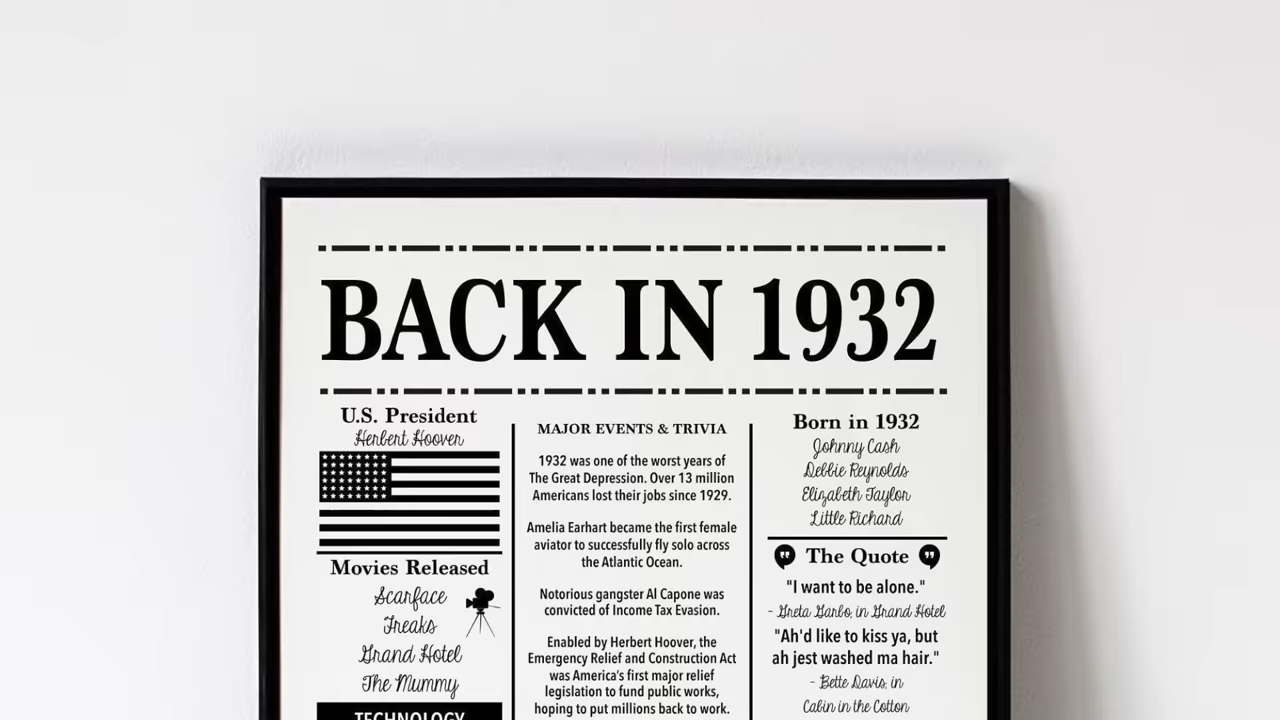 BACK IN 1932
U.S. President
Herbert Hoover
Movies Released
Scarface
Freaks
Grand Hotel
The Mummy
TECHNOLOGY
MAJOR EVENTS & TRIVIA
1932 was one of the worst years of
The Great Depression. Over 13 million
Americans lost their jobs since 1929.
Amelia Earhart became the first female
aviator to successfully fly solo across
the Atlantic Ocean.
Notorious gangster Al Capone was
convicted of Income Tax Evasion.
Enabled by Herbert Hoover, the
Emergency Relief and Construction Act
was America's first major relief
legislation to fund public works,
hoping to put millions back to work.
Born in 1932
Johnny Cash
Debbie Reynolds
Elizabeth Taylor
Little Richard
The Quote
"I want to be alone."
- Greta Garbo, in Grand Hotel
"Ah'd like to kiss ya, but
ah jest washed ma hair."
- Bette Davis, in
Cabin in the Cotton